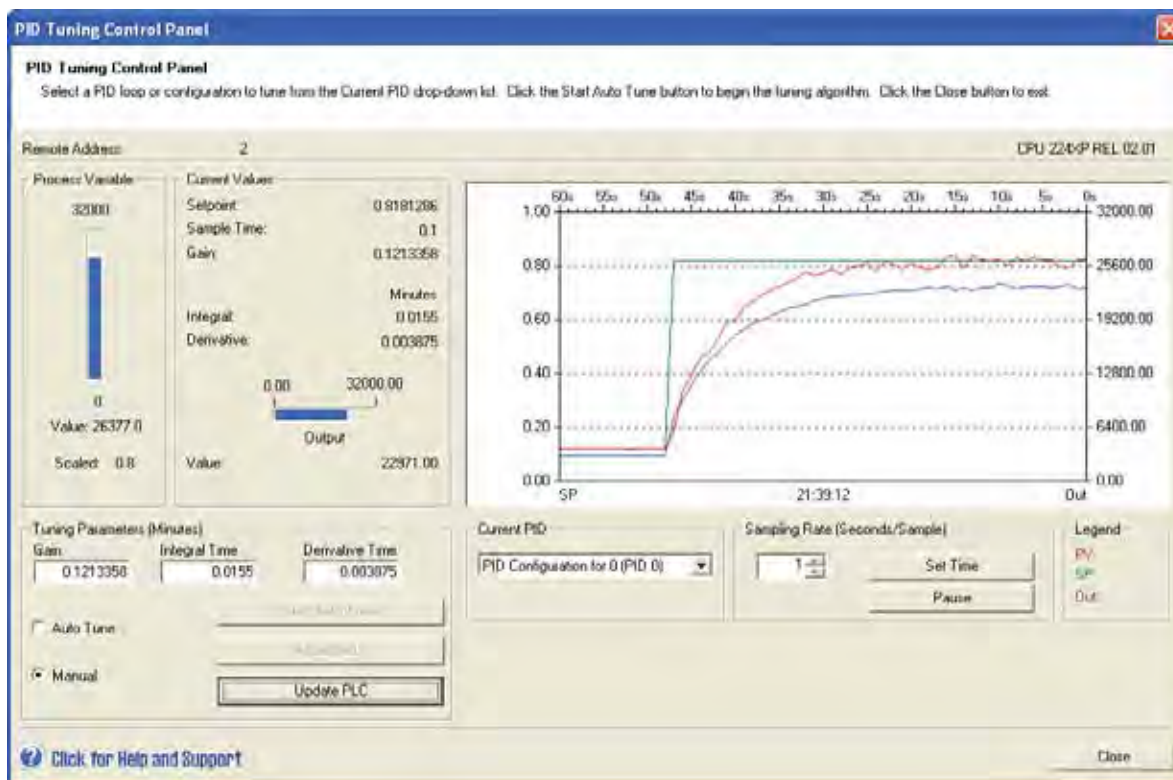 PID Tuning Control Panel
PID Tuning Control Panel
Select a PID loop or configuration to tune from the Current PID drop-down list. Click the Start Auto Tune button to begin the tuning algorithm. Click the Close button to exit.
Remote Address: 2 CPU 224XP REL 02.01
Process Variable
32000
0
Value: 26377.0
Scaled: 0.8
Current Values
Setpoint: 0.8181286
Sample Time: 0.1
Gain: 0.1213358
Minutes
Integral: 0.0155
Derivative: 0.003875
0.00 32000.00
Output
Value: 22971.00
60s 55s 50s 45s 40s 35s 30s 25s 20s 15s 10s 5s 0s
1.00 32000.00
0.80 25600.00
0.60 19200.00
0.40 12800.00
0.20 6400.00
0.00 0.00
SP 21:39:12 Out
Tuning Parameters (Minutes)
Gain Integral Time Derivative Time
0.1213358 0.0155 0.003875
Auto Tune
Manual
Update PLC
Current PID
PID Configuration for 0 (PID 0)
Sampling Rate (Seconds/Sample)
1
Set Time
Pause
Legend
PV:
SP:
Out:
Click for Help and Support
Close